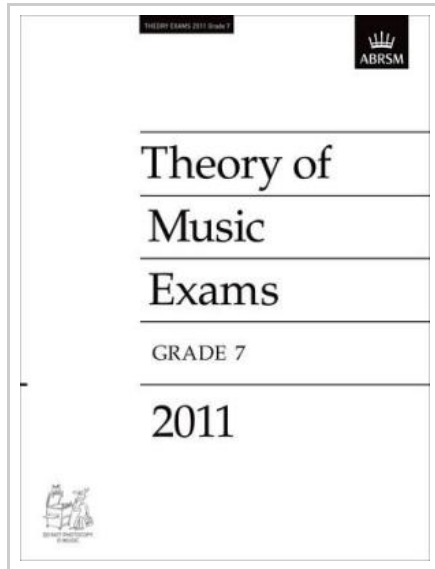 THEORY EXAMS 2011 Grade 7
ABRSM
Theory of
Music
Exams
GRADE 7
2011